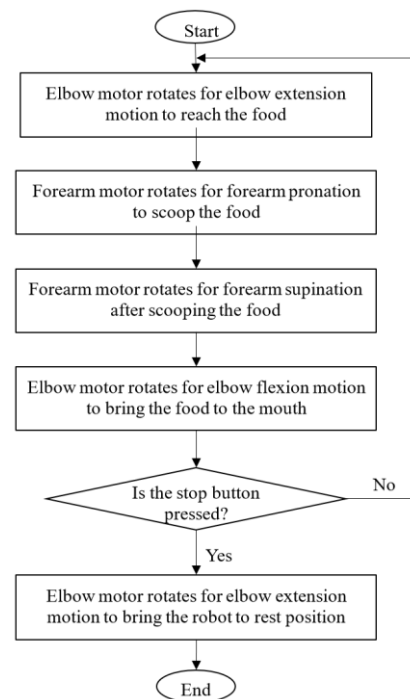 Start
Elbow motor rotates for elbow extension
motion to reach the food
Forearm motor rotates for forearm pronation
to scoop the food
Forearm motor rotates for forearm supination
after scooping the food
Elbow motor rotates for elbow flexion motion
to bring the food to the mouth
Is the stop button
pressed?
No
Yes
Elbow motor rotates for elbow extension
motion to bring the robot to rest position
End